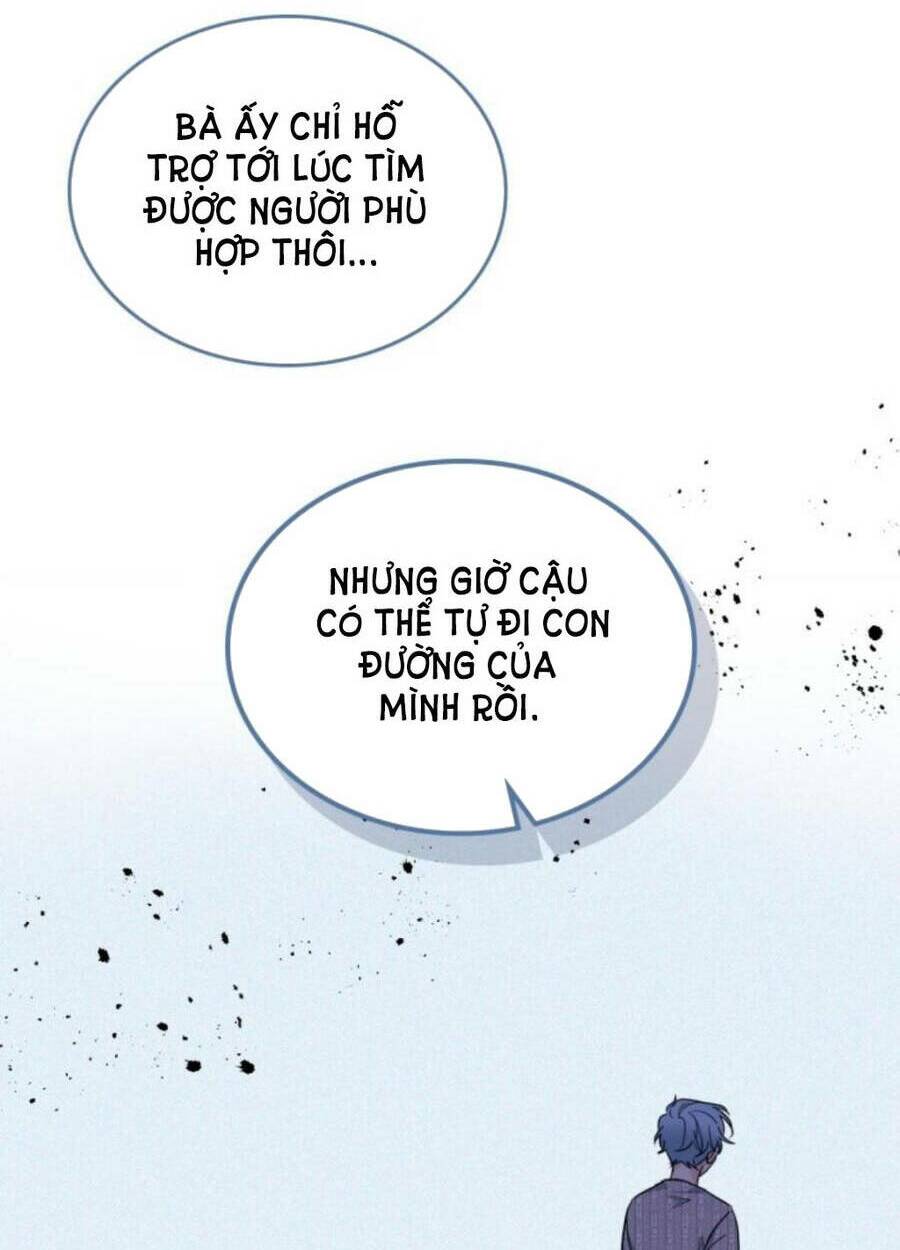 BÀ ẤY CHỈ HỖ
TRỢ TỚI LÚC TÌM
ĐƯỢC NGƯỜI PHÙ
HỢP THÔI...
NHƯNG GIỜ CẬU
CÓ THỂ TỰ ĐI CON
ĐƯỜNG CỦA
MÌNH RỒI.